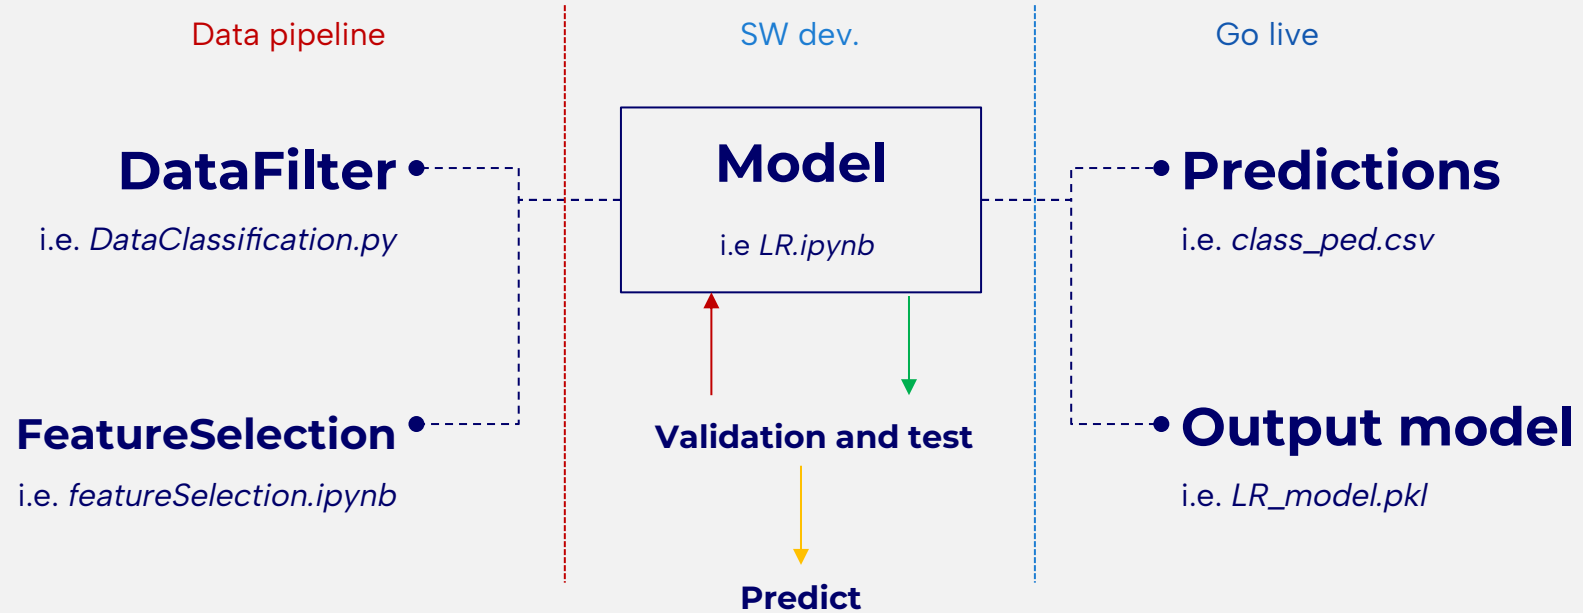 Data pipeline
SW dev.
Go live
DataFilter
i.e. DataClassification.py
FeatureSelection
i.e. featureSelection.ipynb
Model
i.e LR.ipynb
Validation and test
Predict
Predictions
i.e. class_ped.csv
Output model
i.e. LR_model.pkl